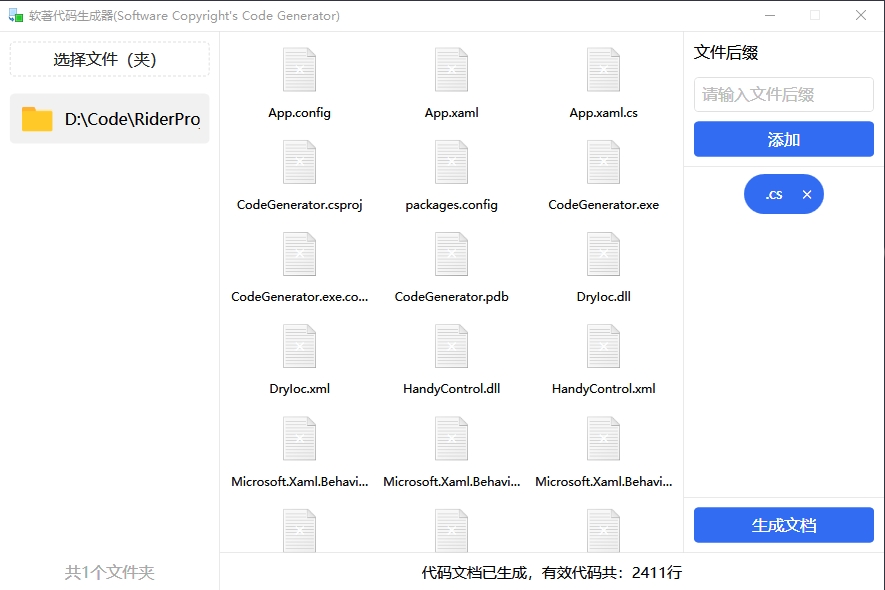 软著代码生成器(Software Copyright's Code Generator)
选择文件（夹）
D:\Code\RiderPro
共1个文件夹
App.config
App.xaml
App.xaml.cs
CodeGenerator.csproj
packages.config
CodeGenerator.exe
CodeGenerator.exe.co...
CodeGenerator.pdb
DryIoc.dll
DryIoc.xml
HandyControl.dll
HandyControl.xml
Microsoft.Xaml.Behavi...
Microsoft.Xaml.Behavi...
Microsoft.Xaml.Behavi...
代码文档已生成，有效代码共：2411行
文件后缀
请输入文件后缀
添加
.cs
生成文档